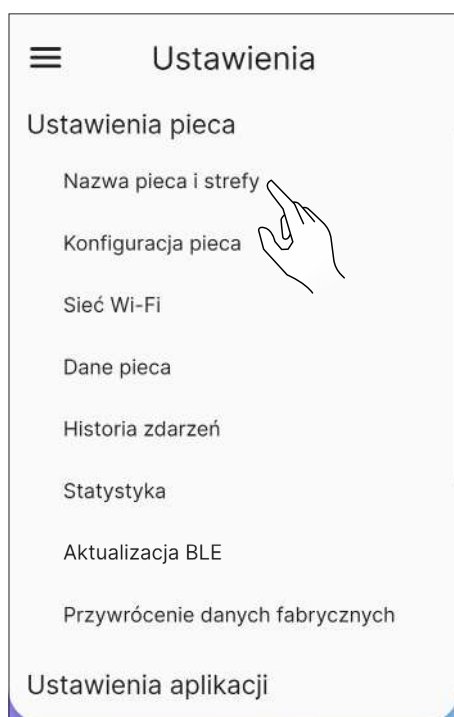 Ustawienia
Ustawienia pieca
Nazwa pieca i strefy
Konfiguracja pieca
Sieć Wi-Fi
Dane pieca
Historia zdarzeń
Statystyka
Aktualizacja BLE
Przywrócenie danych fabrycznych
Ustawienia aplikacji